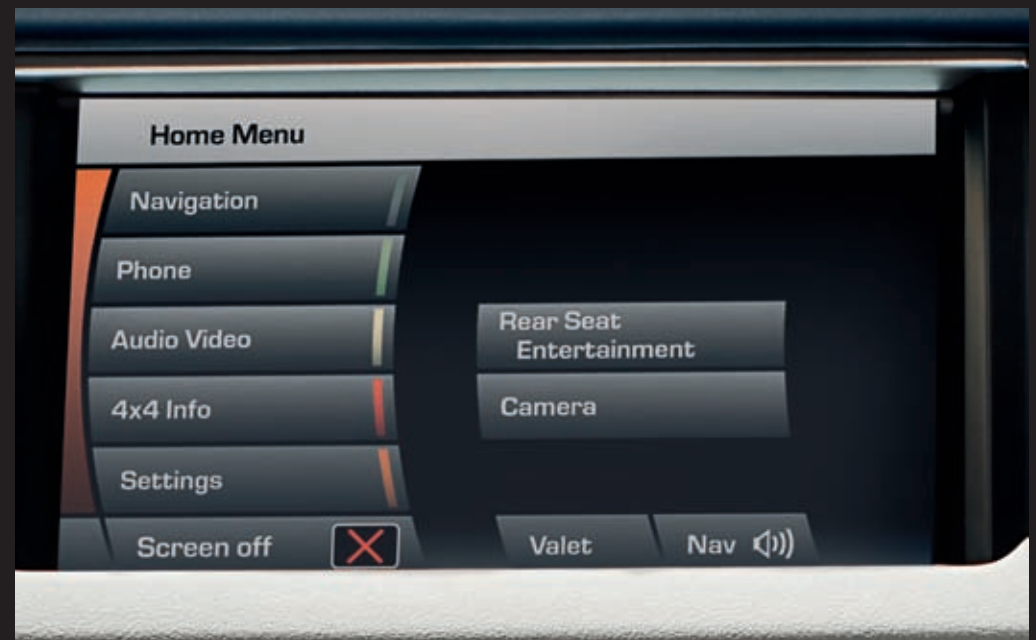 Home Menu
Navigation
Phone
Audio Video
4x4 Info
Settings
Rear Seat
Entertainment
Camera
Screen off
Valet
Nav